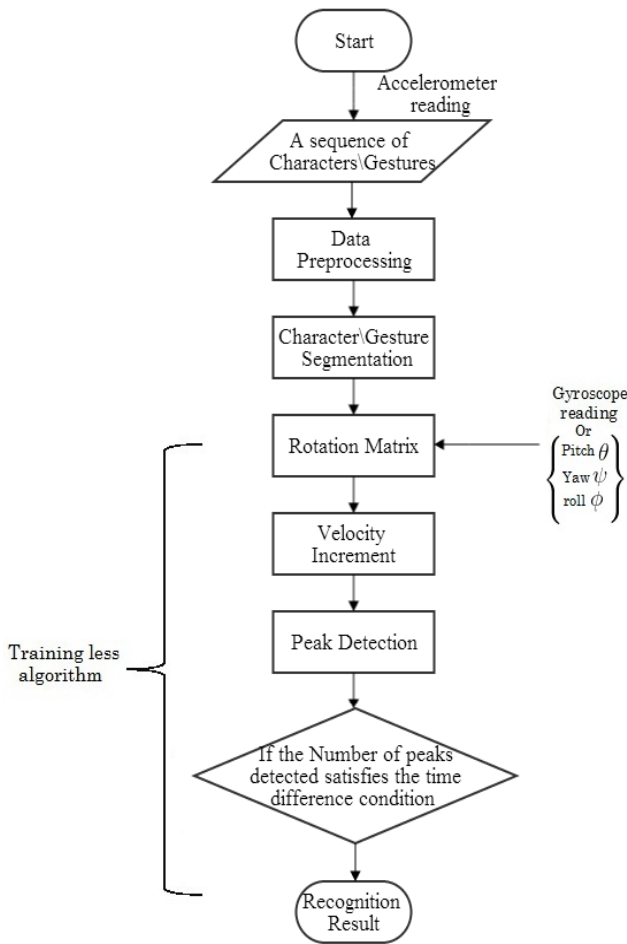 Start
Accelerometer
reading
A sequence of
Characters\Gestures
Data
Preprocessing
Character\Gesture
Segmentation
Gyroscope
reading
Or
Pitch θ
Yaw ψ
roll ϕ
Rotation Matrix
Velocity
Increment
Peak Detection
Training less
algorithm
If the Number of peaks
detected satisfies the time
difference condition
Recognition
Result